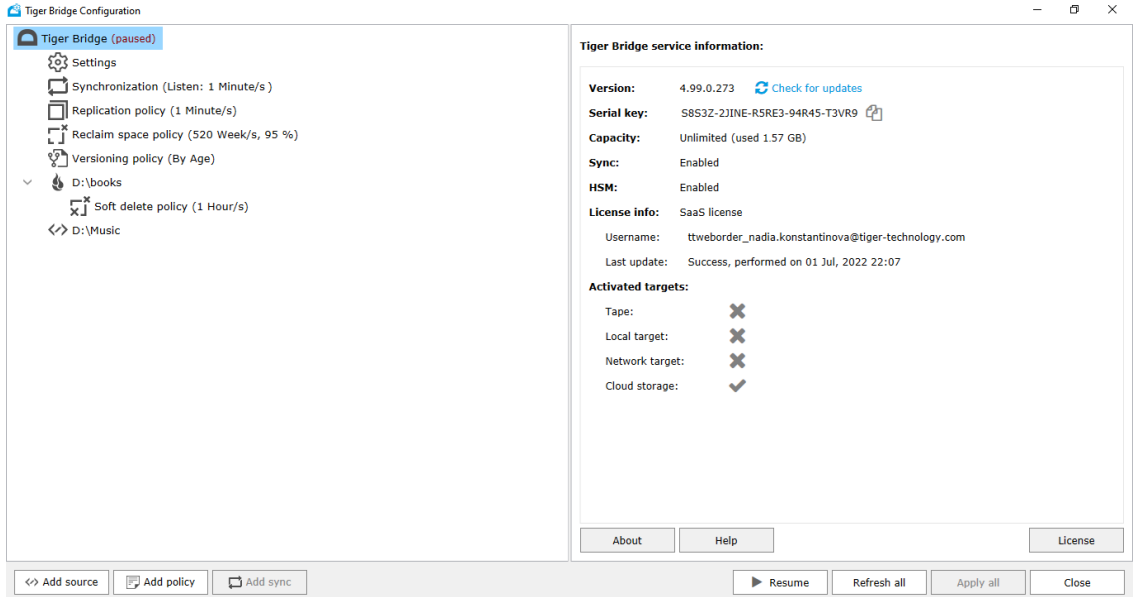 Tiger Bridge Configuration
Tiger Bridge (paused)
Settings
Synchronization (Listen: 1 Minute/s )
Replication policy (1 Minute/s)
Reclaim space policy (520 Week/s, 95 %)
Versioning policy (By Age)
D:\books
Soft delete policy (1 Hour/s)
D:\Music
Tiger Bridge service information:
Version: 4.99.0.273 Check for updates
Serial key: S8S3Z-2JINE-R5RE3-94R45-T3VR9
Capacity: Unlimited (used 1.57 GB)
Sync: Enabled
HSM: Enabled
License info: SaaS license
Username: ttweborder_nadia.konstantinova@tiger-technology.com
Last update: Success, performed on 01 Jul, 2022 22:07
Activated targets:
Tape:
Local target:
Network target:
Cloud storage:
About Help License
Add source Add policy Add sync Resume Refresh all Apply all Close